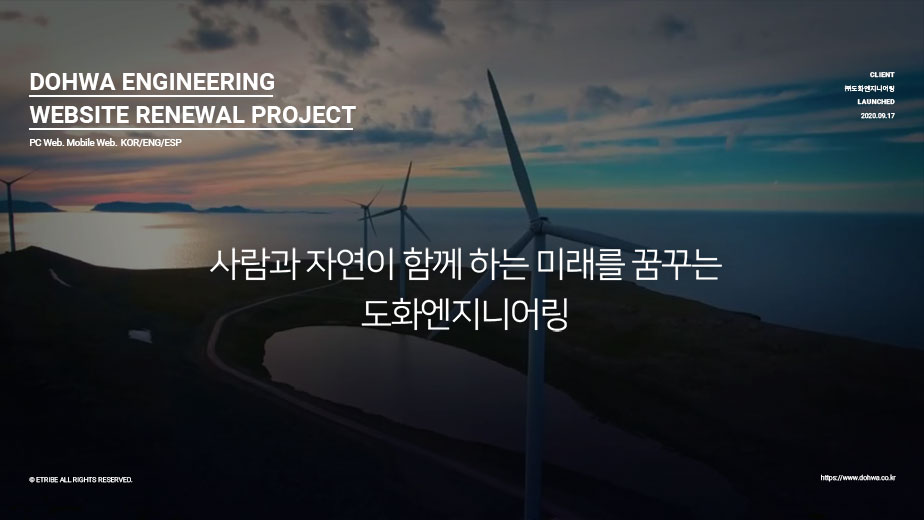 DOHWA ENGINEERING
WEBSITE RENEWAL PROJECT
PC Web. Mobile Web. KOR/ENG/ESP
CLIENT
㈜도화엔지니어링
LAUNCHED
2020.09.17
사람과 자연이 함께 하는 미래를 꿈꾸는
도화엔지니어링
© ETRIBE ALL RIGHTS RESERVED.
https://www.dohwa.co.kr